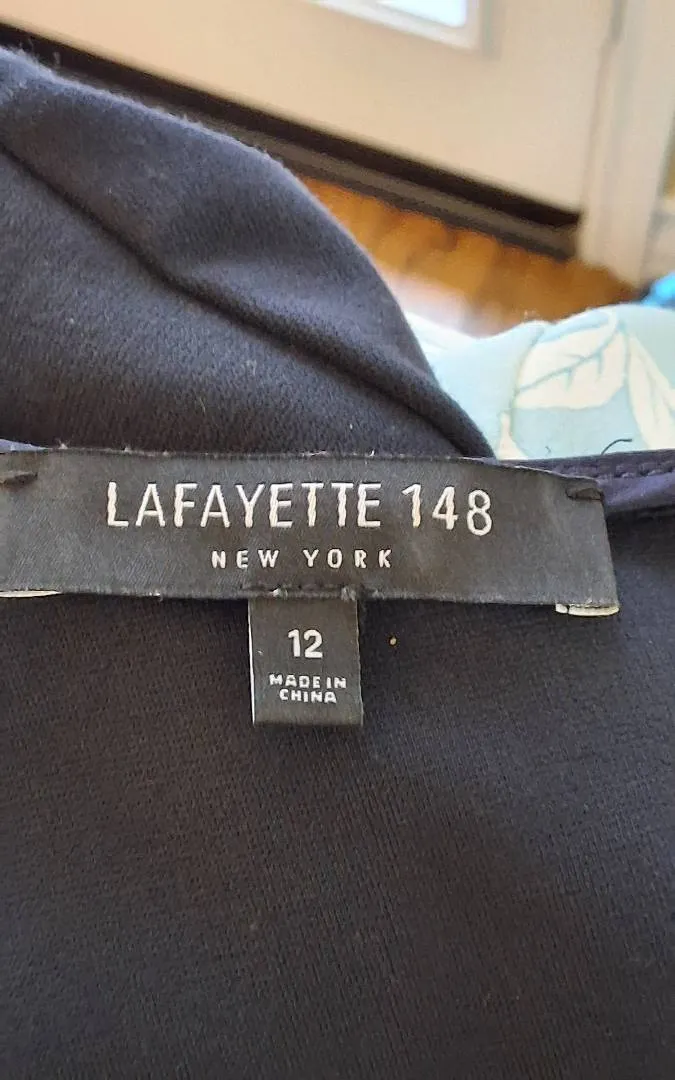 LAFAYETTE 148
NEW YORK
12
MADE IN
CHINA